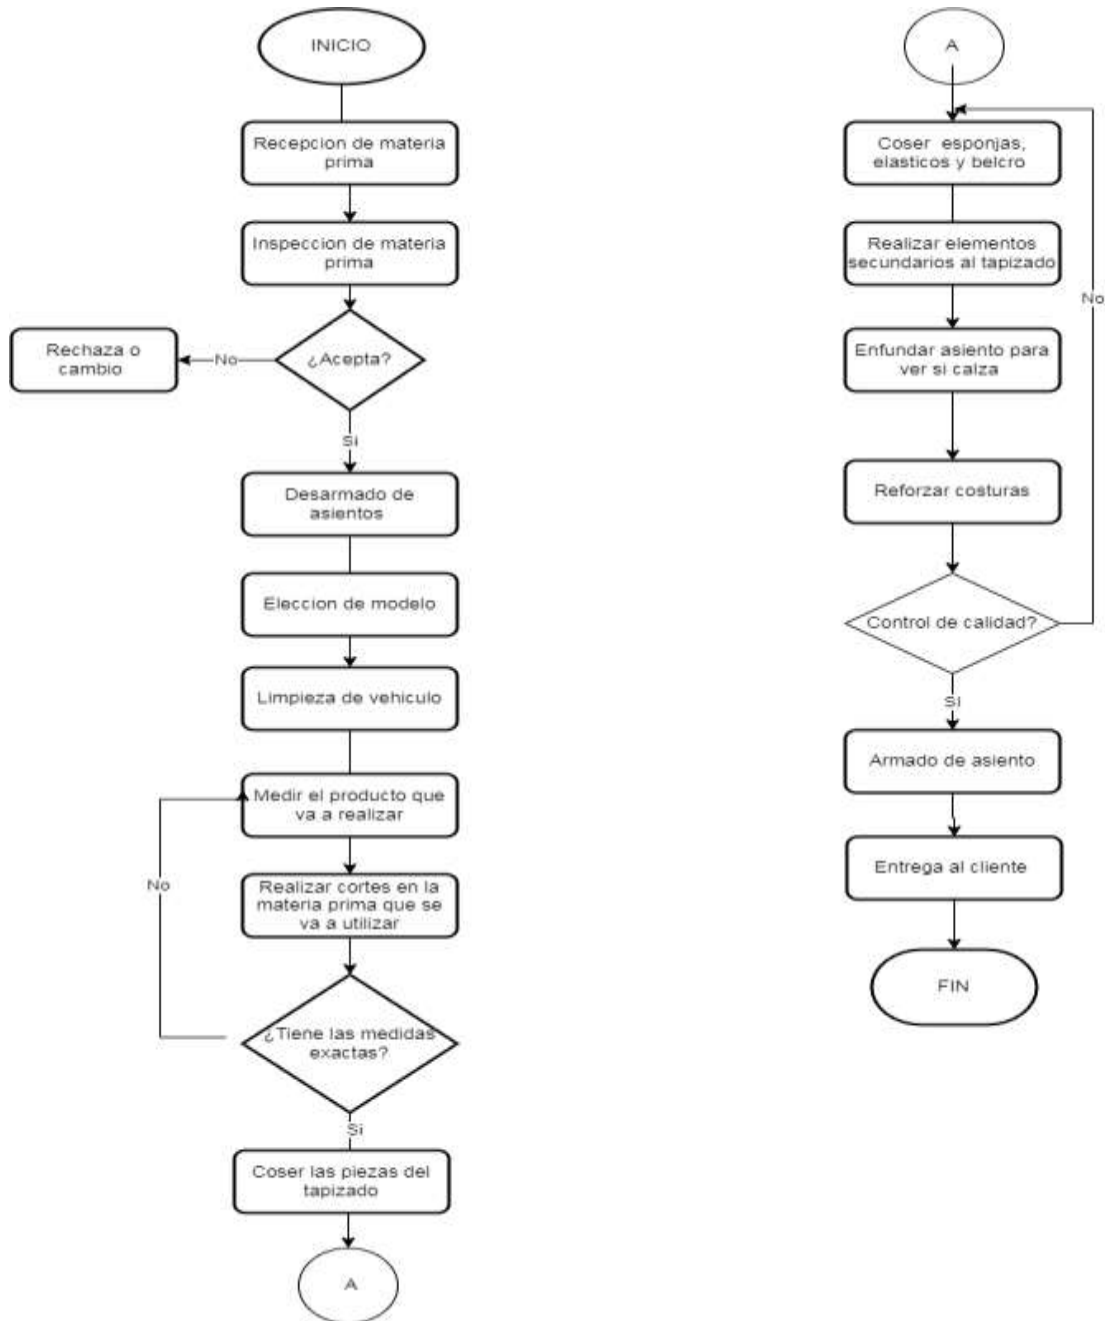 INICIO
Recepcion de materia
prima
Inspeccion de materia
prima
¿Acepta?
No
Rechaza o
cambio
Si
Desarmado de
asientos
Eleccion de modelo
Limpieza de vehiculo
Medir el producto que
va a realizar
No
Realizar cortes en la
materia prima que se
va a utilizar
¿Tiene las medidas
exactas?
Si
Coser las piezas del
tapizado
A
A
Coser esponjas,
elasticos y belcro
Realizar elementos
secundarios al tapizado
No
Enfundar asiento para
ver si calza
Reforzar costuras
Control de calidad?
Si
Armado de asiento
Entrega al cliente
FIN